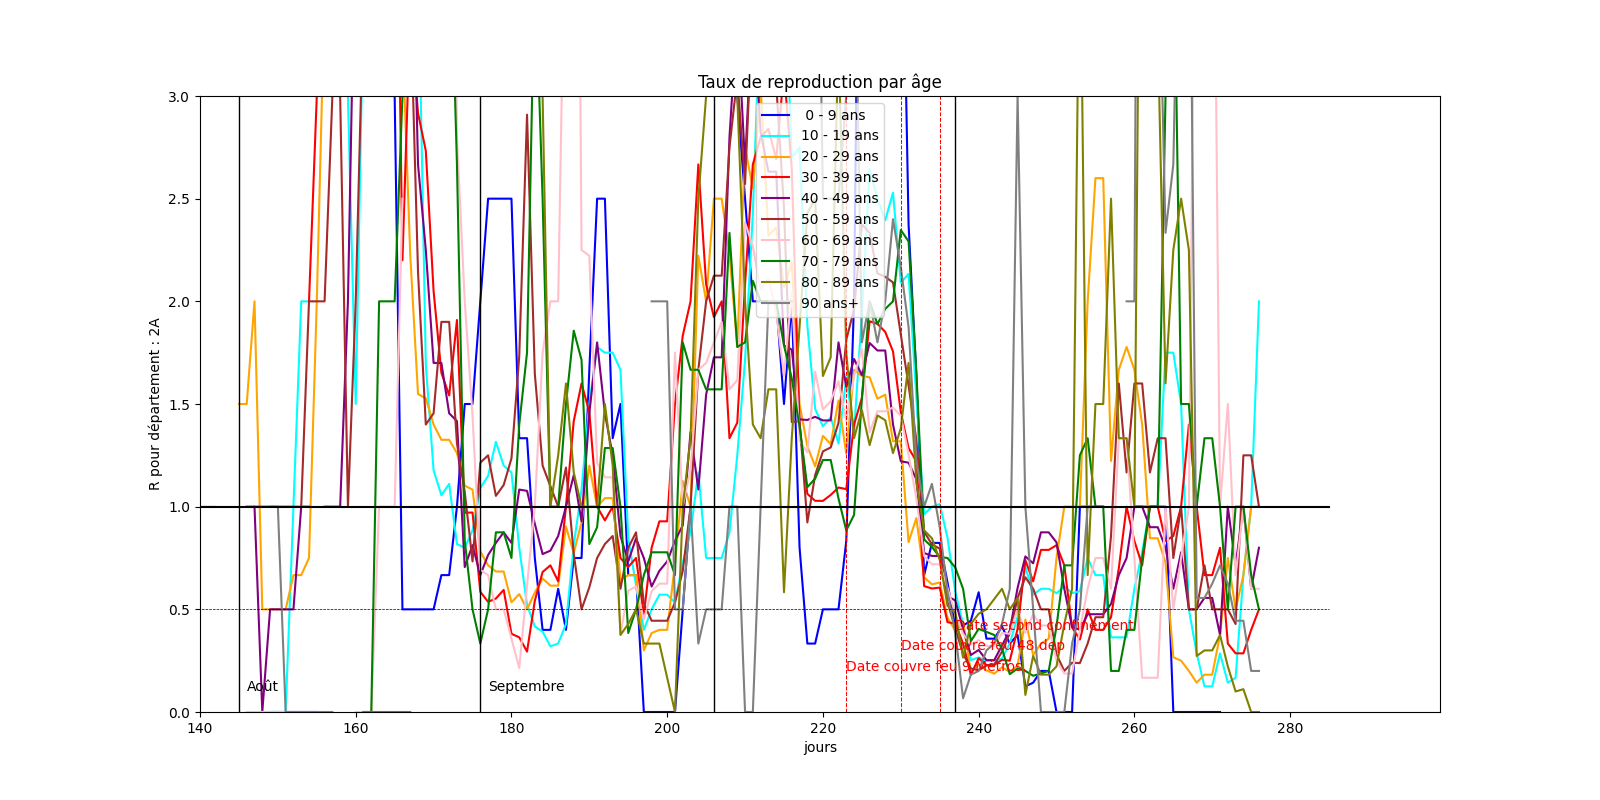 Taux de reproduction par âge
R pour département : 2A
3.0
2.5
2.0
1.5
1.0
0.5
0.0
0 - 9 ans
10 - 19 ans
20 - 29 ans
30 - 39 ans
40 - 49 ans
50 - 59 ans
60 - 69 ans
70 - 79 ans
80 - 89 ans
90 ans+
Date second confinement
Date couvre feu 48 dep
Date couvre feu 9 métros
Août
Septembre
140
160
180
200
220
240
260
280
jours